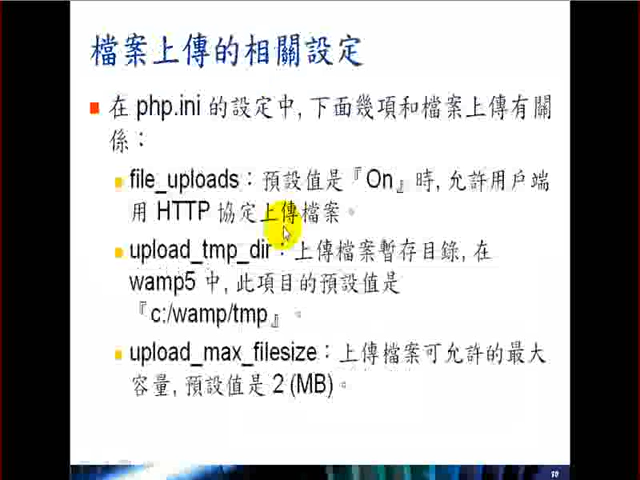 檔案上傳的相關設定
在 php.ini 的設定中, 下面幾項和檔案上傳有關
係：
file_uploads：預設值是『On』時, 允許用戶端
用 HTTP 協定上傳檔案。
upload_tmp_dir：上傳檔案暫存目錄, 在
wamp5 中, 此項目的預設值是
『c:/wamp/tmp』。
upload_max_filesize：上傳檔案可允許的最大
容量, 預設值是 2 (MB)。